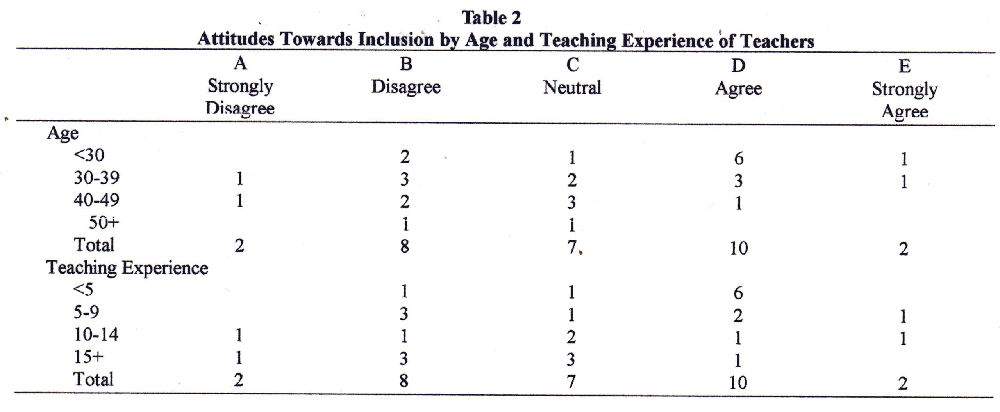 Table 2
Attitudes Towards Inclusion by Age and Teaching Experience of Teachers
A B C D E
Strongly Disagree Neutral Agree Strongly
Disagree Agree
Age
<30 2 1 6 1
30-39 1 3 2 3 1
40-49 1 2 3 1
50+ 1 1
Total 2 8 7 10 2
Teaching Experience
<5 1 1 6
5-9 3 1 2 1
10-14 1 1 2 1 1
15+ 1 3 3 1
Total 2 8 7 10 2